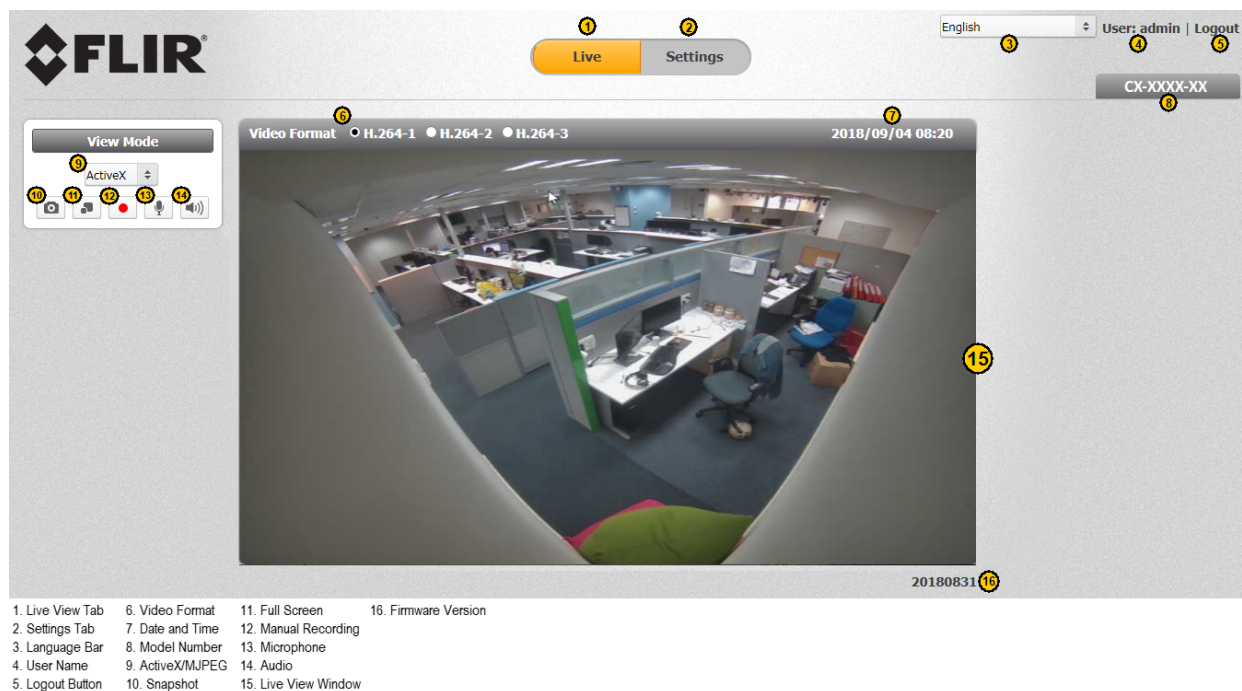 English
User: admin | Logout
FLIR
Live
Settings
CX-XXXX-XX
1
2
3
4
5
6
7
8
View Mode
Video Format H.264-1 H.264-2 H.264-3
2018/09/04 08:20
9
ActiveX
10
11
12
13
14
15
20180831
16
1. Live View Tab
2. Settings Tab
3. Language Bar
4. User Name
5. Logout Button
6. Video Format
7. Date and Time
8. Model Number
9. ActiveX/MJPEG
10. Snapshot
11. Full Screen
12. Manual Recording
13. Microphone
14. Audio
15. Live View Window
16. Firmware Version